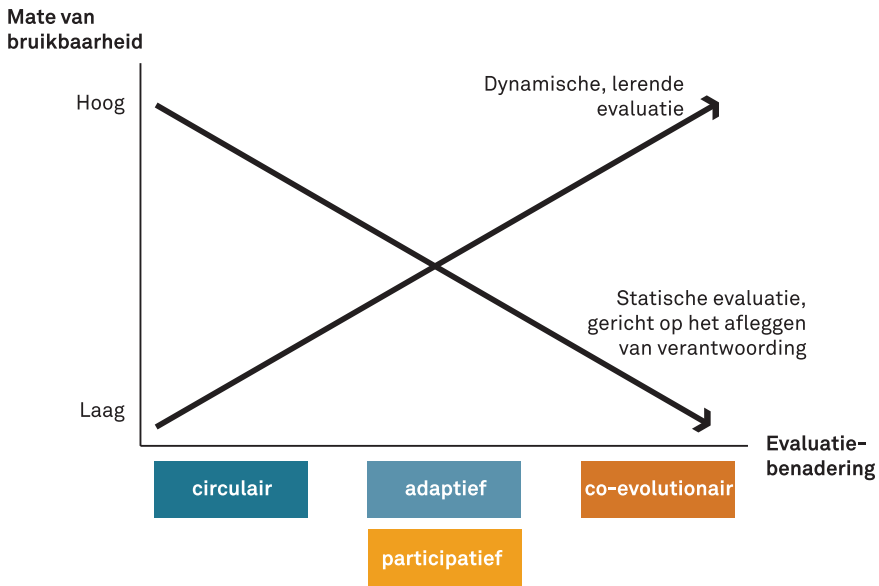 Mate van
bruikbaarheid
Hoog
Dynamische, lerende
evaluatie
Statische evaluatie,
gericht op het afleggen
van verantwoording
Laag
Evaluatie-
benadering
circulair
adaptief
co-evolutionair
participatief